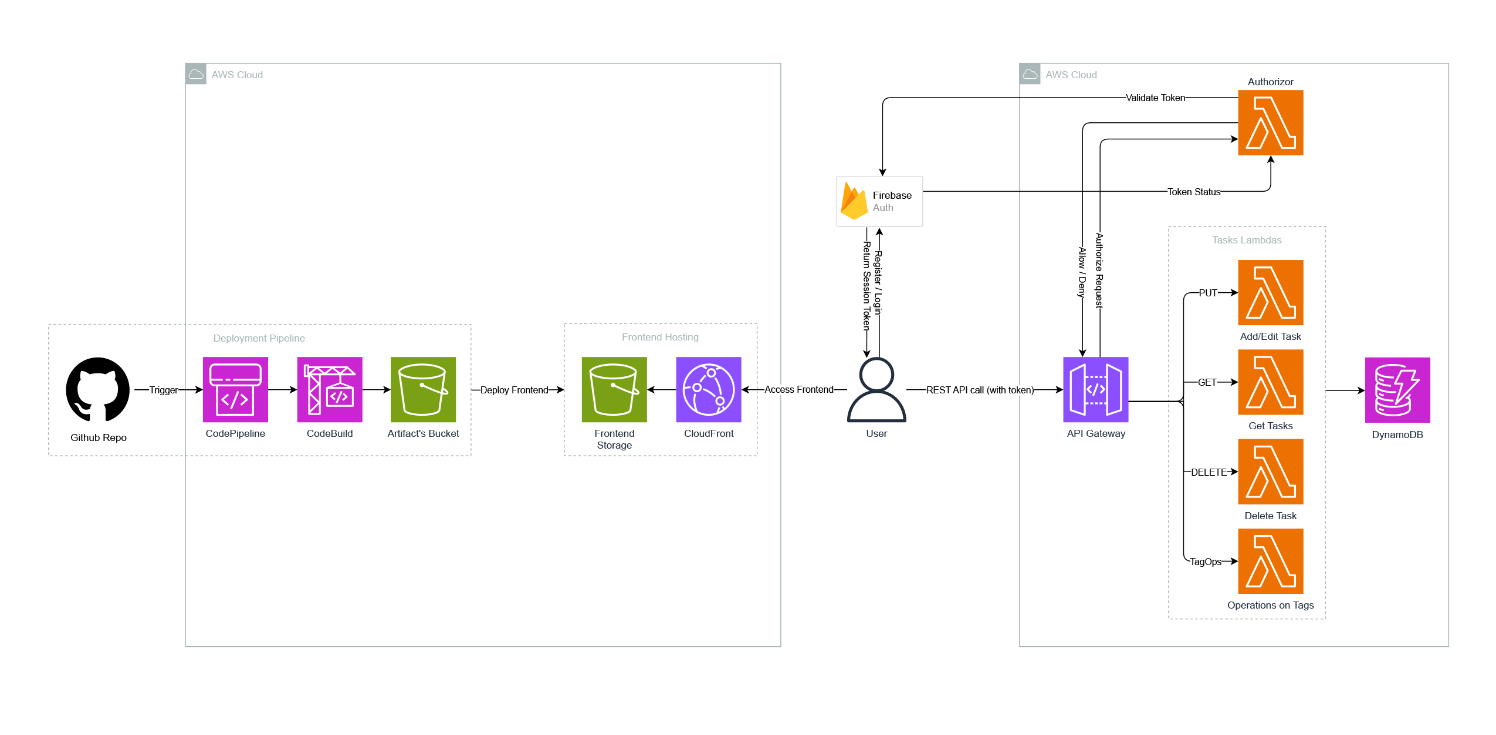 AWS Cloud
Deployment Pipeline
Trigger
Github Repo
CodePipeline
CodeBuild
Artifact's Bucket
Deploy Frontend
Frontend Hosting
Frontend
Storage
CloudFront
Access Frontend
User
Firebase
Auth
Return Session Token
Register / Login
REST API call (with token)
AWS Cloud
Authorizor
Validate Token
Token Status
Allow / Deny
Authorize Request
API Gateway
Tasks Lambdas
PUT
Add/Edit Task
GET
Get Tasks
DELETE
Delete Task
TagOps
Operations on Tags
DynamoDB